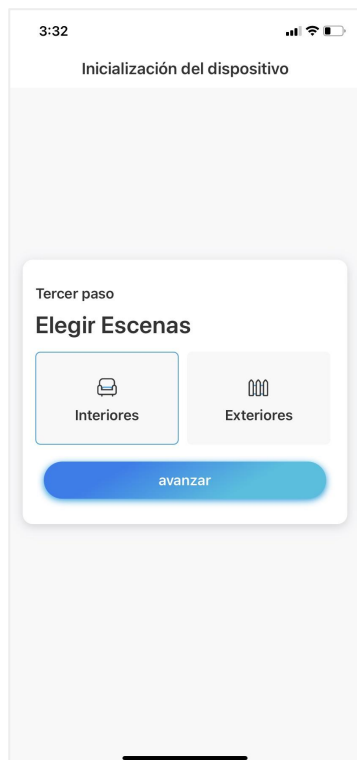 3:32
Inicialización del dispositivo
Tercer paso
Elegir Escenas
Interiores
Exteriores
avanzar